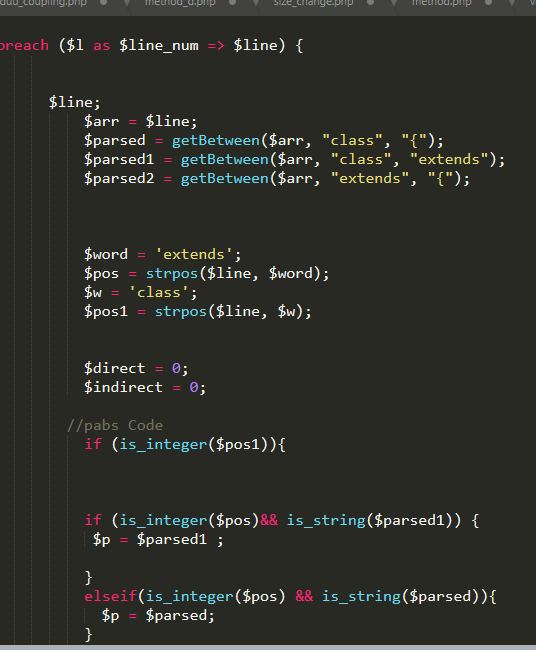 duu_coupling.php method_d.php size_change.php method.php
oreach ($l as $line_num => $line) {
$line;
$arr = $line;
$parsed = getBetween($arr, "class", "{");
$parsed1 = getBetween($arr, "class", "extends");
$parsed2 = getBetween($arr, "extends", "{");
$word = 'extends';
$pos = strpos($line, $word);
$w = 'class';
$pos1 = strpos($line, $w);
$direct = 0;
$indirect = 0;
//pabs Code
if (is_integer($pos1)){
if (is_integer($pos)&& is_string($parsed1)) {
$p = $parsed1 ;
}
elseif(is_integer($pos) && is_string($parsed)){
$p = $parsed;
}